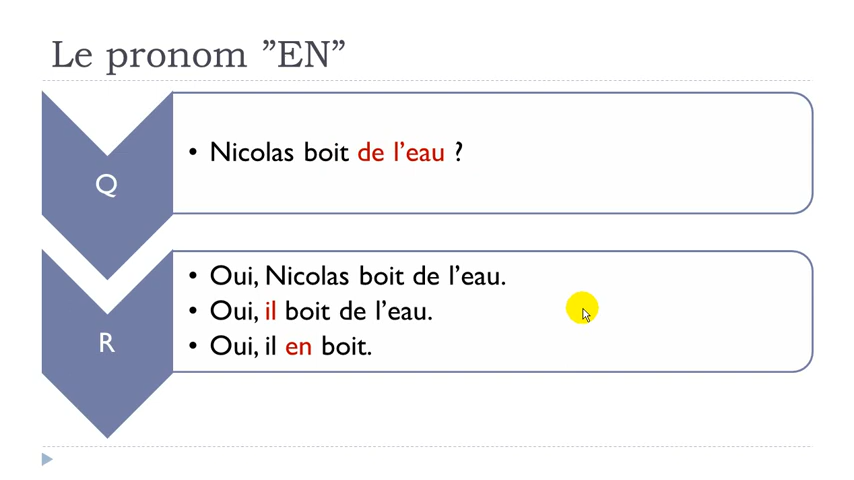 Le pronom ”EN”
Q
• Nicolas boit de l’eau ?
R
• Oui, Nicolas boit de l’eau.
• Oui, il boit de l’eau.
• Oui, il en boit.